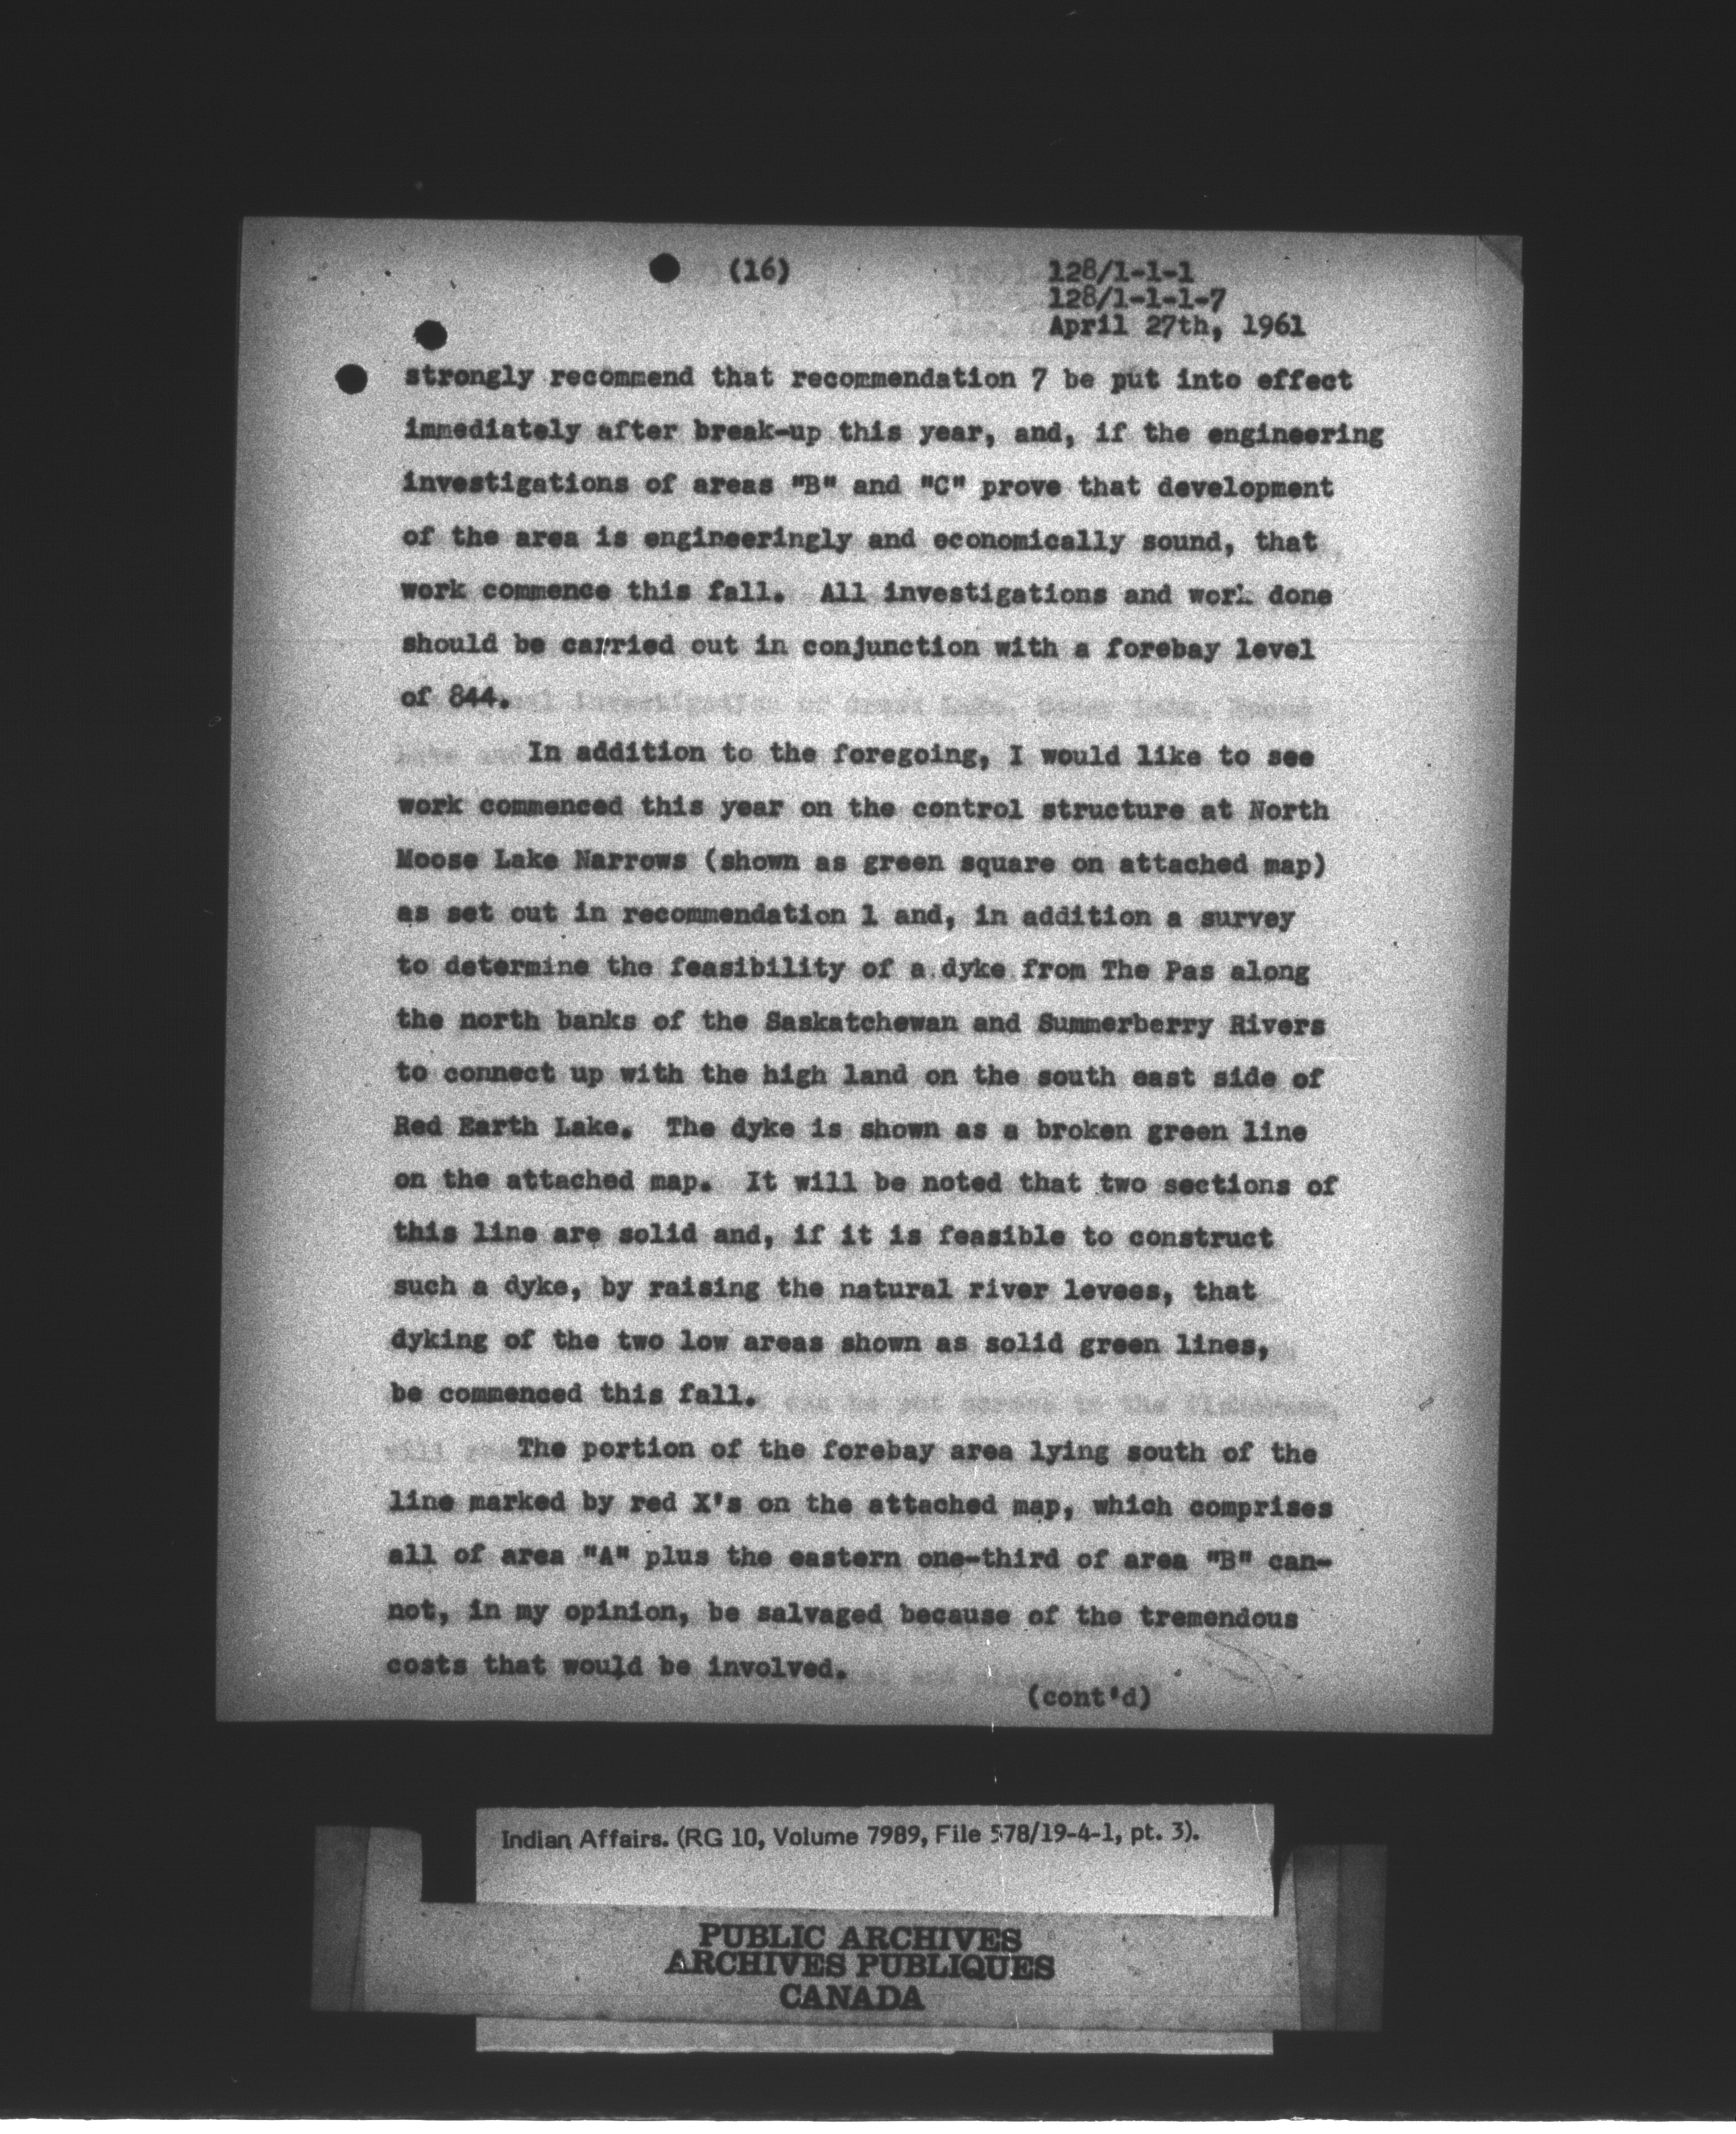 (16)
128/1-1-1
128/1-1-1-7
April 27th, 1961
strongly recommend that recommendation 7 be put into effect
immediately after break-up this year, and, if the engineering
investigations of areas "B" and "C" prove that development
of the area is engineeringly and economically sound, that
work commence this fall. All investigations and work done
should be carried out in conjunction with a forebay level
of 844.
In addition to the foregoing, I would like to see
work commenced this year on the control structure at North
Moose Lake Narrows (shown as green square on attached map)
as set out in recommendation 1 and, in addition a survey
to determine the feasibility of a dyke from The Pas along
the north banks of the Saskatchewan and Summerberry Rivers
to connect up with the high land on the south east side of
Red Earth Lake. The dyke is shown as a broken green line
on the attached map. It will be noted that two sections of
this line are solid and, if it is feasible to construct
such a dyke, by raising the natural river levees, that
dyking of the two low areas shown as solid green lines,
be commenced this fall.
The portion of the forebay area lying south of the
line marked by red X's on the attached map, which comprises
all of area "A" plus the eastern one-third of area "B" can-
not, in my opinion, be salvaged because of the tremendous
costs that would be involved.
(cont'd)
Indian Affairs. (RG 10, Volume 7989, File 578/19-4-1, pt. 3).
PUBLIC ARCHIVES
ARCHIVES PUBLIQUES
CANADA